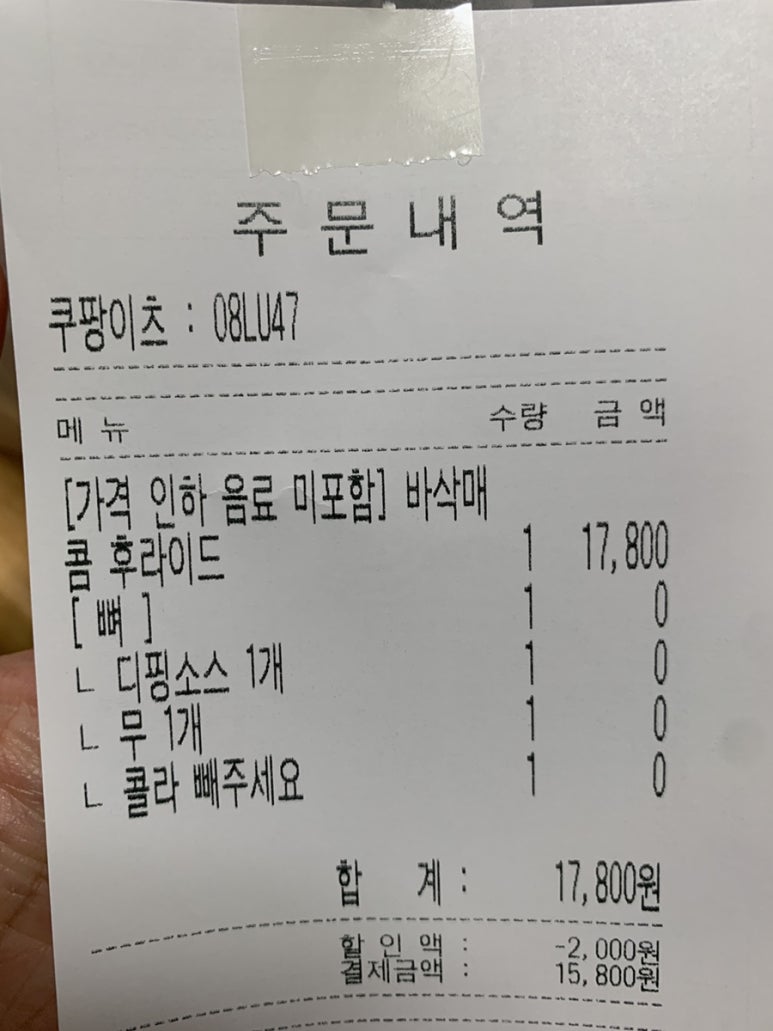 주문내역
쿠팡이츠 : 08LU47
메뉴 수량 금액
[가격 인하 음료 미포함] 바삭매
콤 후라이드 1 17,800
[ 뼈 ] 1 0
ㄴ 디핑소스 1개 1 0
ㄴ 무 1개 1 0
ㄴ 콜라 빼주세요 1 0
합 계 : 17,800원
할 인 액 : -2,000원
결제금액 : 15,800원